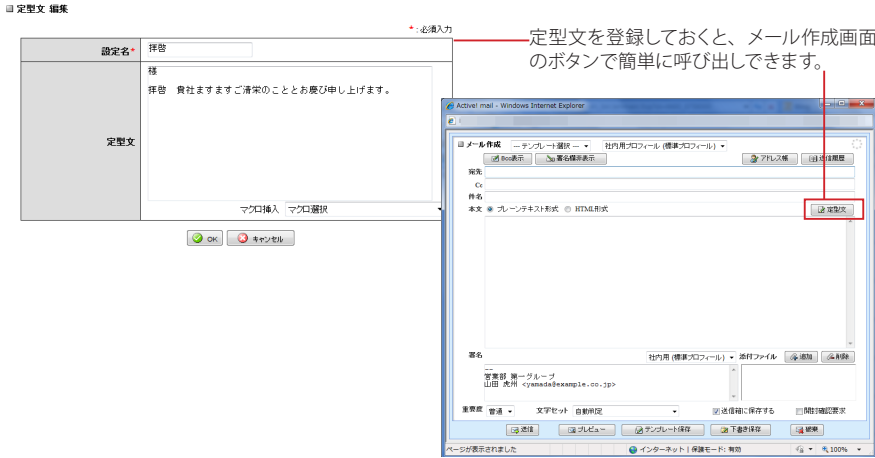 定型文 編集
*：必須入力
設定名*
拝啓
定型文
様
拝啓　貴社ますますご清栄のこととお慶び申し上げます。
マクロ挿入 マクロ選択
OK キャンセル
定型文を登録しておくと、メール作成画面
のボタンで簡単に呼び出しできます。
Active! mail - Windows Internet Explorer
メール作成 --- テンプレート選択 --- 社内用プロフィール (標準プロフィール)
Bcc表示 署名欄非表示 アドレス帳 送信履歴
宛先
Cc
件名
本文 プレーンテキスト形式 HTML形式 定型文
署名 社内用 (標準プロフィール) 添付ファイル 追加 削除
--
営業部 第一グループ
山田 虎州 <yamada@example.co.jp>
重要度 普通 文字セット 自動判定 送信箱に保存する 開封確認要求
送信 プレビュー テンプレート保存 下書き保存 破棄
ページが表示されました インターネット | 保護モード: 有効 100%